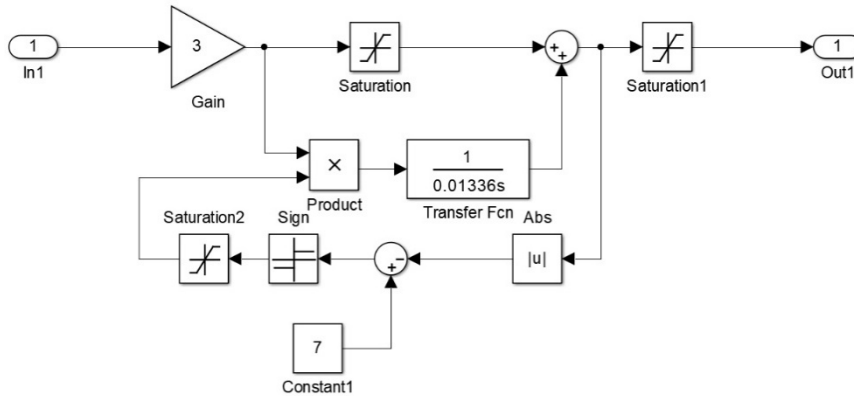 1
In1
3
Gain
Saturation
++
Saturation1
1
Out1
×
Product
1
0.01336s
Transfer Fcn
Saturation2
Sign
+−
Abs
|u|
7
Constant1